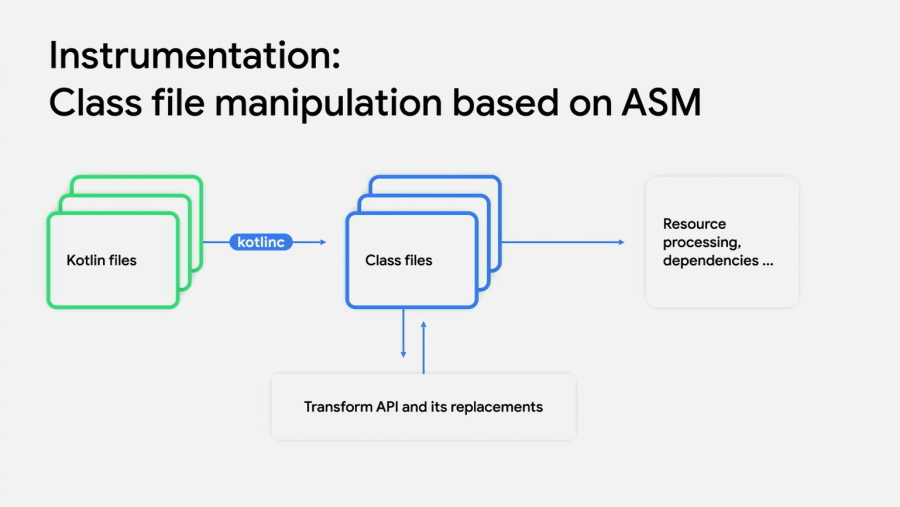 Instrumentation:
Class file manipulation based on ASM
Kotlin files
kotlinc
Class files
Resource
processing,
dependencies ...
Transform API and its replacements